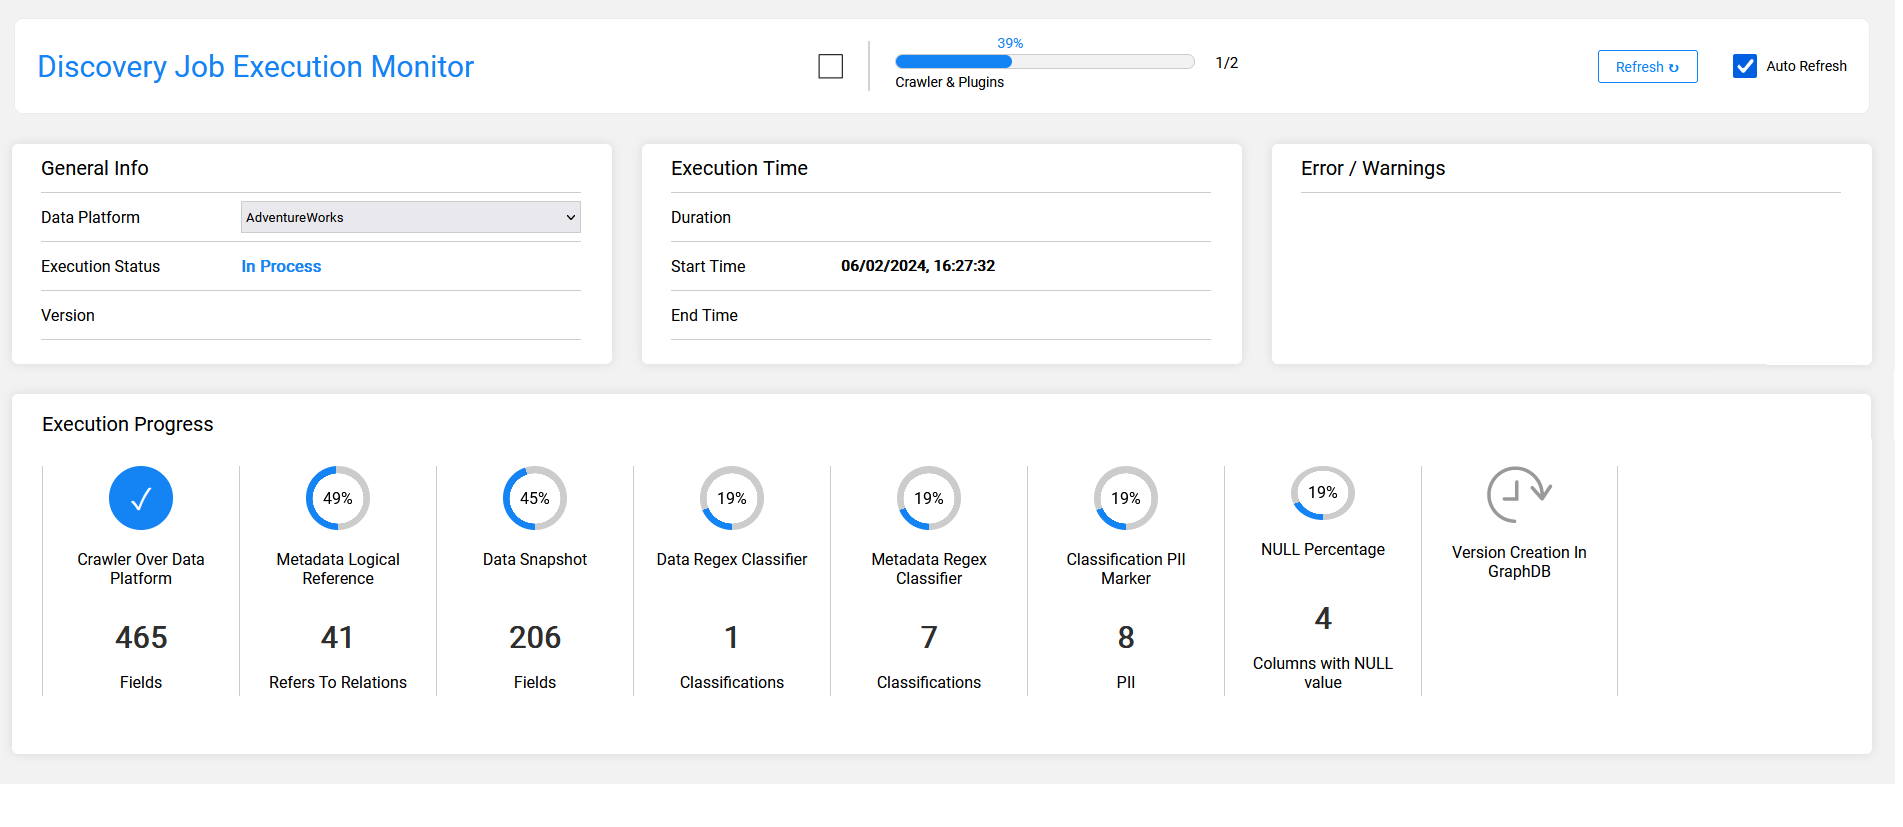 Discovery Job Execution Monitor
39%
Crawler & Plugins
1/2
Refresh ↻
Auto Refresh
General Info
Data Platform
AdventureWorks
Execution Status
In Process
Version
Execution Time
Duration
Start Time
06/02/2024, 16:27:32
End Time
Error / Warnings
Execution Progress
Crawler Over Data
Platform
465
Fields
49%
Metadata Logical
Reference
41
Refers To Relations
45%
Data Snapshot
206
Fields
19%
Data Regex Classifier
1
Classifications
19%
Metadata Regex
Classifier
7
Classifications
19%
Classification PII
Marker
8
PII
19%
NULL Percentage
4
Columns with NULL
value
Version Creation In
GraphDB